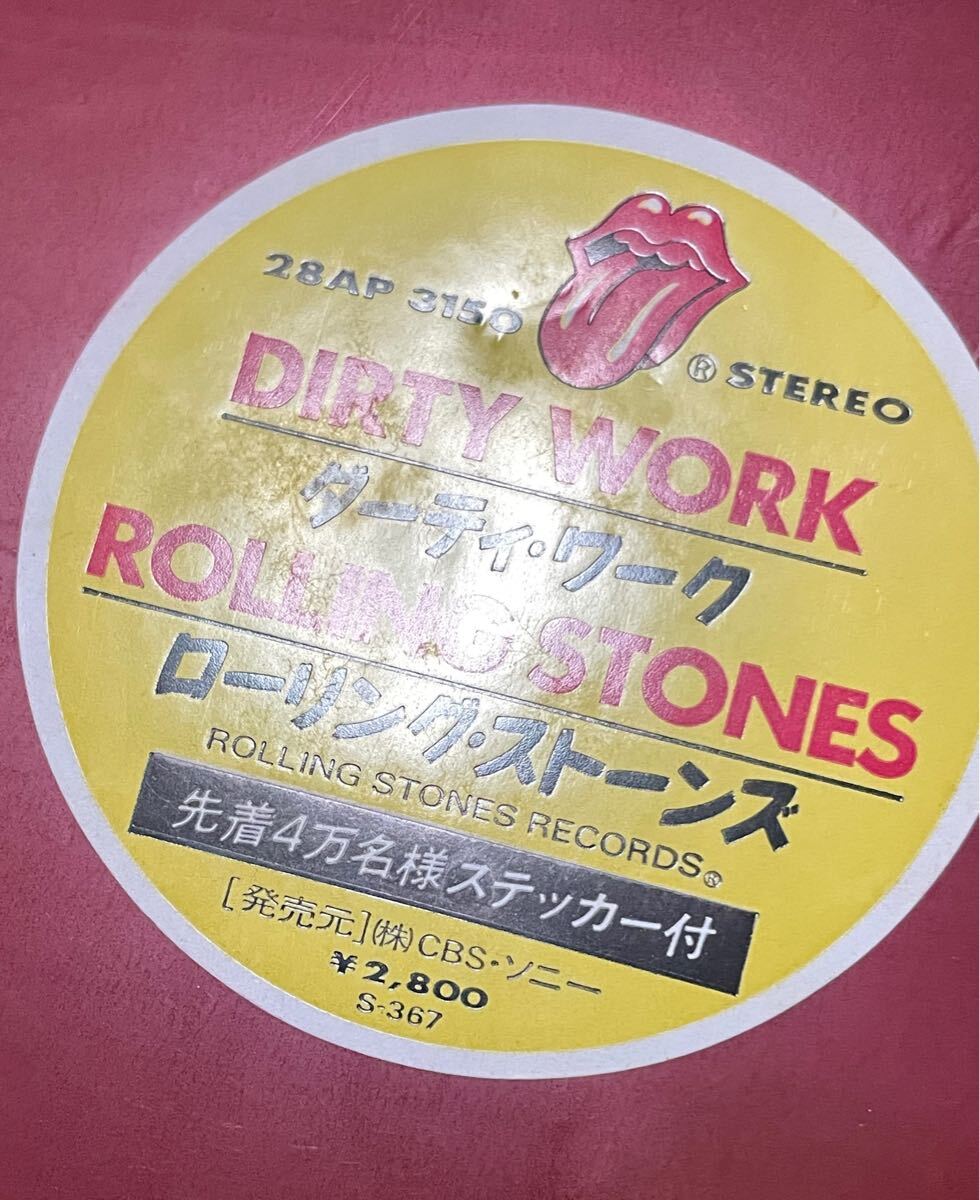 28AP 3150
® STEREO
DIRTY WORK
ダーティ・ワーク
ROLLING STONES
ローリング・ストーンズ
ROLLING STONES RECORDS®
先着4万名様ステッカー付
[発売元](株)CBS・ソニー
¥2,800
S-367